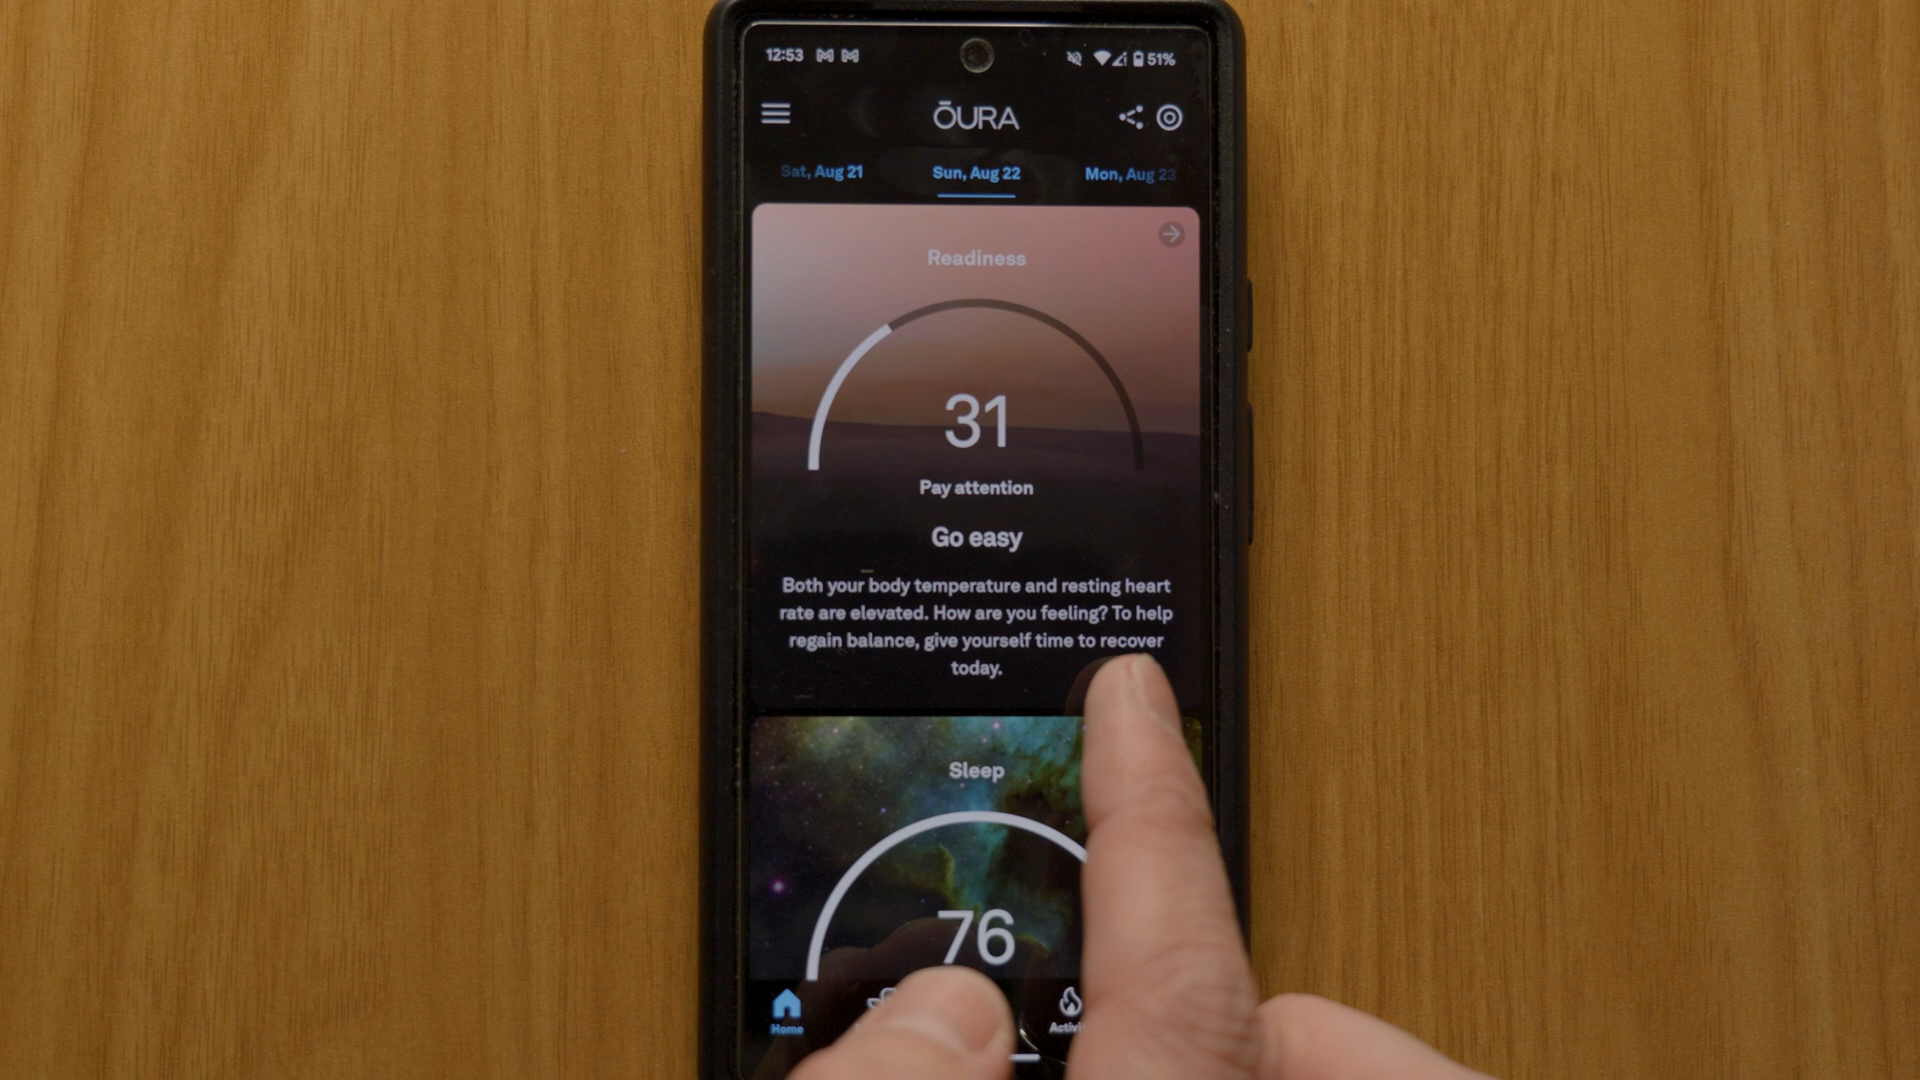 12:53
51%
ŌURA
Sat, Aug 21
Sun, Aug 22
Mon, Aug 23
Readiness
31
Pay attention
Go easy
Both your body temperature and resting heart
rate are elevated. How are you feeling? To help
regain balance, give yourself time to recover
today.
Sleep
76
Home